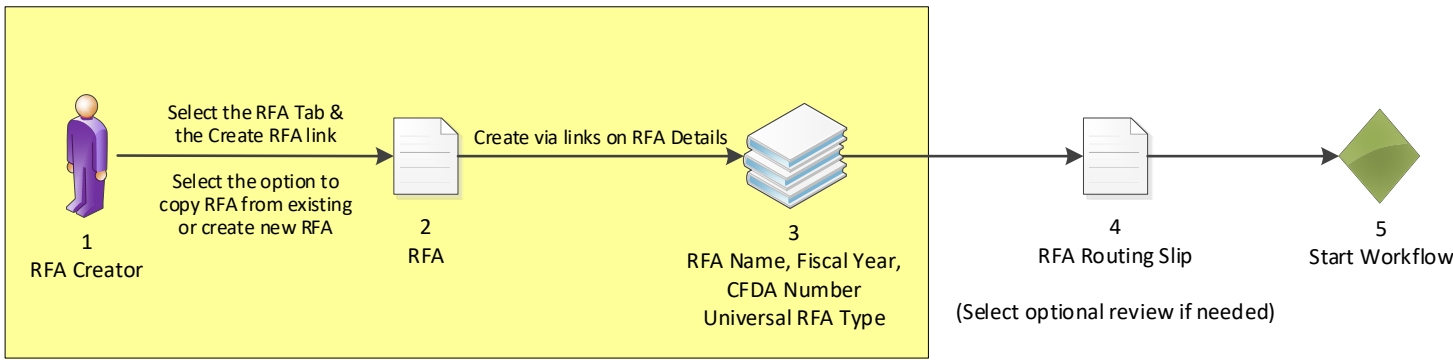 Select the RFA Tab &
the Create RFA link
Select the option to
copy RFA from existing
or create new RFA
Create via links on RFA Details
1
RFA Creator
2
RFA
3
RFA Name, Fiscal Year,
CFDA Number
Universal RFA Type
4
RFA Routing Slip
(Select optional review if needed)
5
Start Workflow